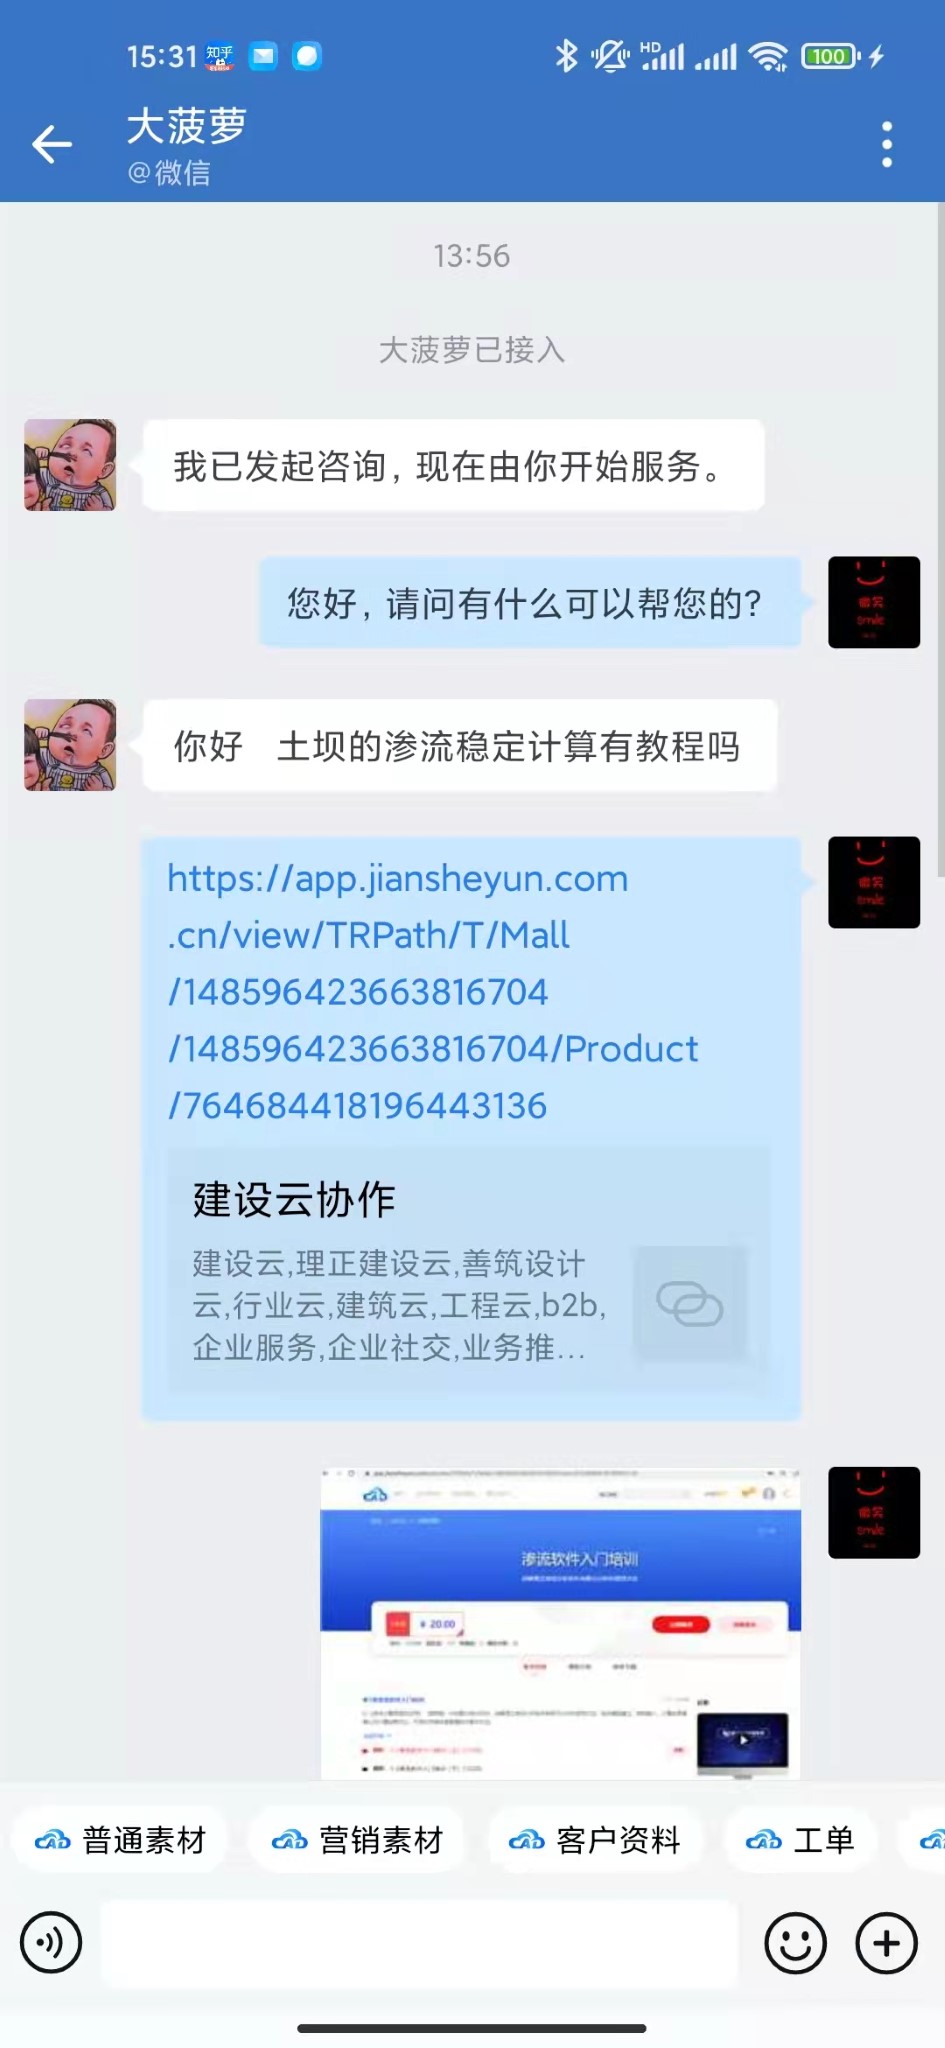 15:31
知乎
HD
100
大菠萝
@微信
13:56
大菠萝已接入
我已发起咨询，现在由你开始服务。
您好，请问有什么可以帮您的?
你好 土坝的渗流稳定计算有教程吗
https://app.jiansheyun.com
.cn/view/TRPath/T/Mall
/148596423663816704
/148596423663816704/Product
/764684418196443136
建设云协作
建设云,理正建设云,善筑设计
云,行业云,建筑云,工程云,b2b,
企业服务,企业社交,业务推...
渗流软件入门培训
¥ 20.00
普通素材
营销素材
客户资料
工单